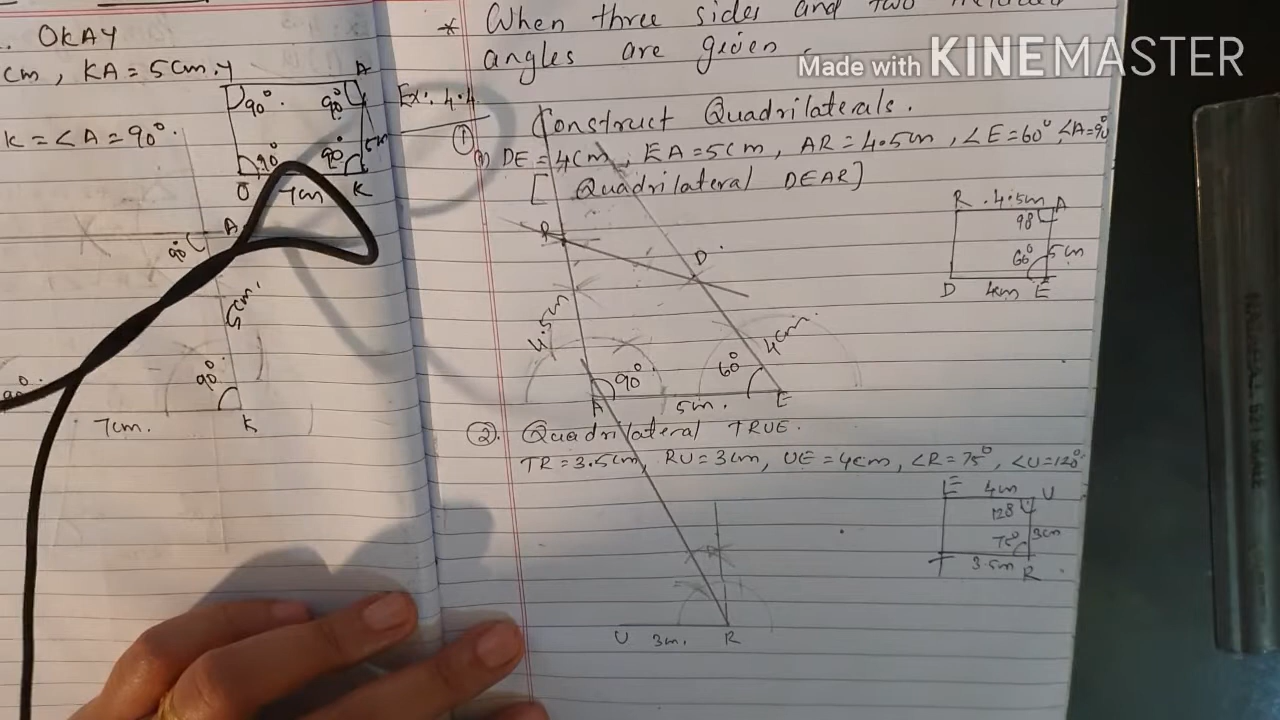 . OKAY
cm, KA = 5cm.
K = ∠A = 90°.
90°. 90° A
90° 90° cm
O 7cm K
90° A
5cm.
90°
7cm. K
90°.
* When three sides and two included
angles are given.
Made with KINEMASTER
Ex: 4.4
① Construct Quadrilaterals.
DE = 4cm, EA = 5cm, AR = 4.5cm, ∠E = 60°, ∠A = 90°
[ Quadrilateral DEAR]
R . 4.5cm A
60° 5cm
D 4cm E
R D
4.5cm 4cm.
90° 60°
A 5cm. E
②. Quadrilateral TRUE.
TR = 3.5cm, RU = 3cm, UE = 4cm, ∠R = 75°, ∠U = 120°
E 4cm U
75° 3cm
T 3.5cm R
U 3cm. R